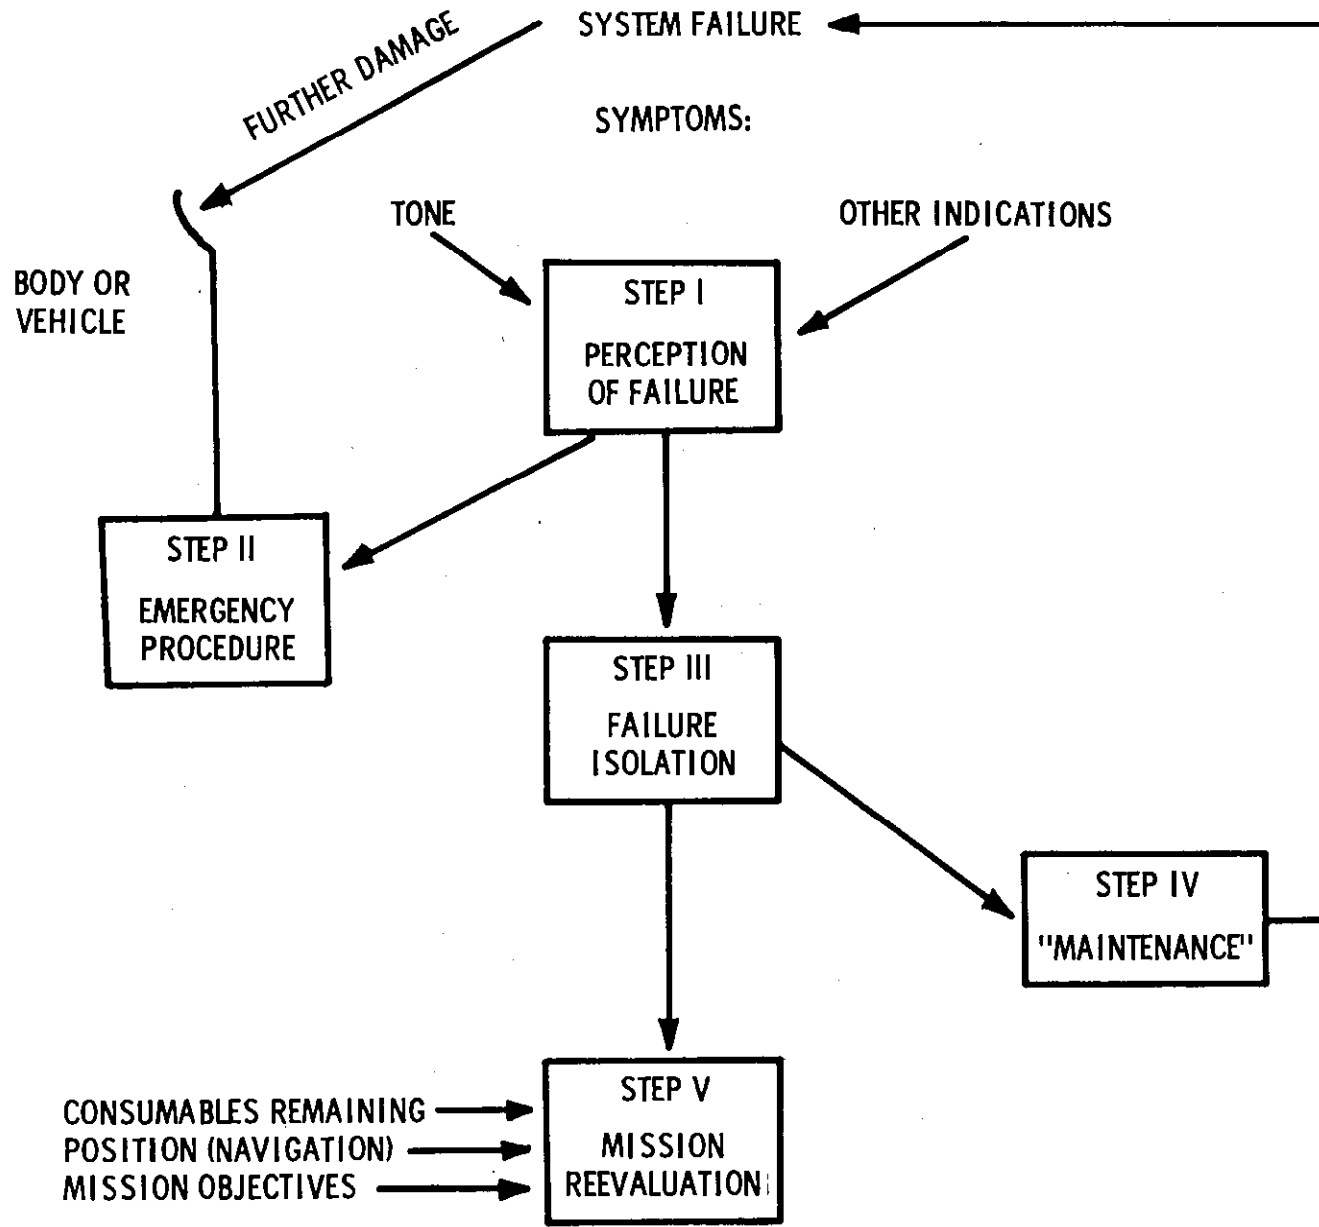 SYSTEM FAILURE
FURTHER DAMAGE
SYMPTOMS:
TONE
OTHER INDICATIONS
BODY OR
VEHICLE
STEP I
PERCEPTION
OF FAILURE
STEP II
EMERGENCY
PROCEDURE
STEP III
FAILURE
ISOLATION
STEP IV
"MAINTENANCE"
STEP V
MISSION
REEVALUATION
CONSUMABLES REMAINING
POSITION (NAVIGATION)
MISSION OBJECTIVES